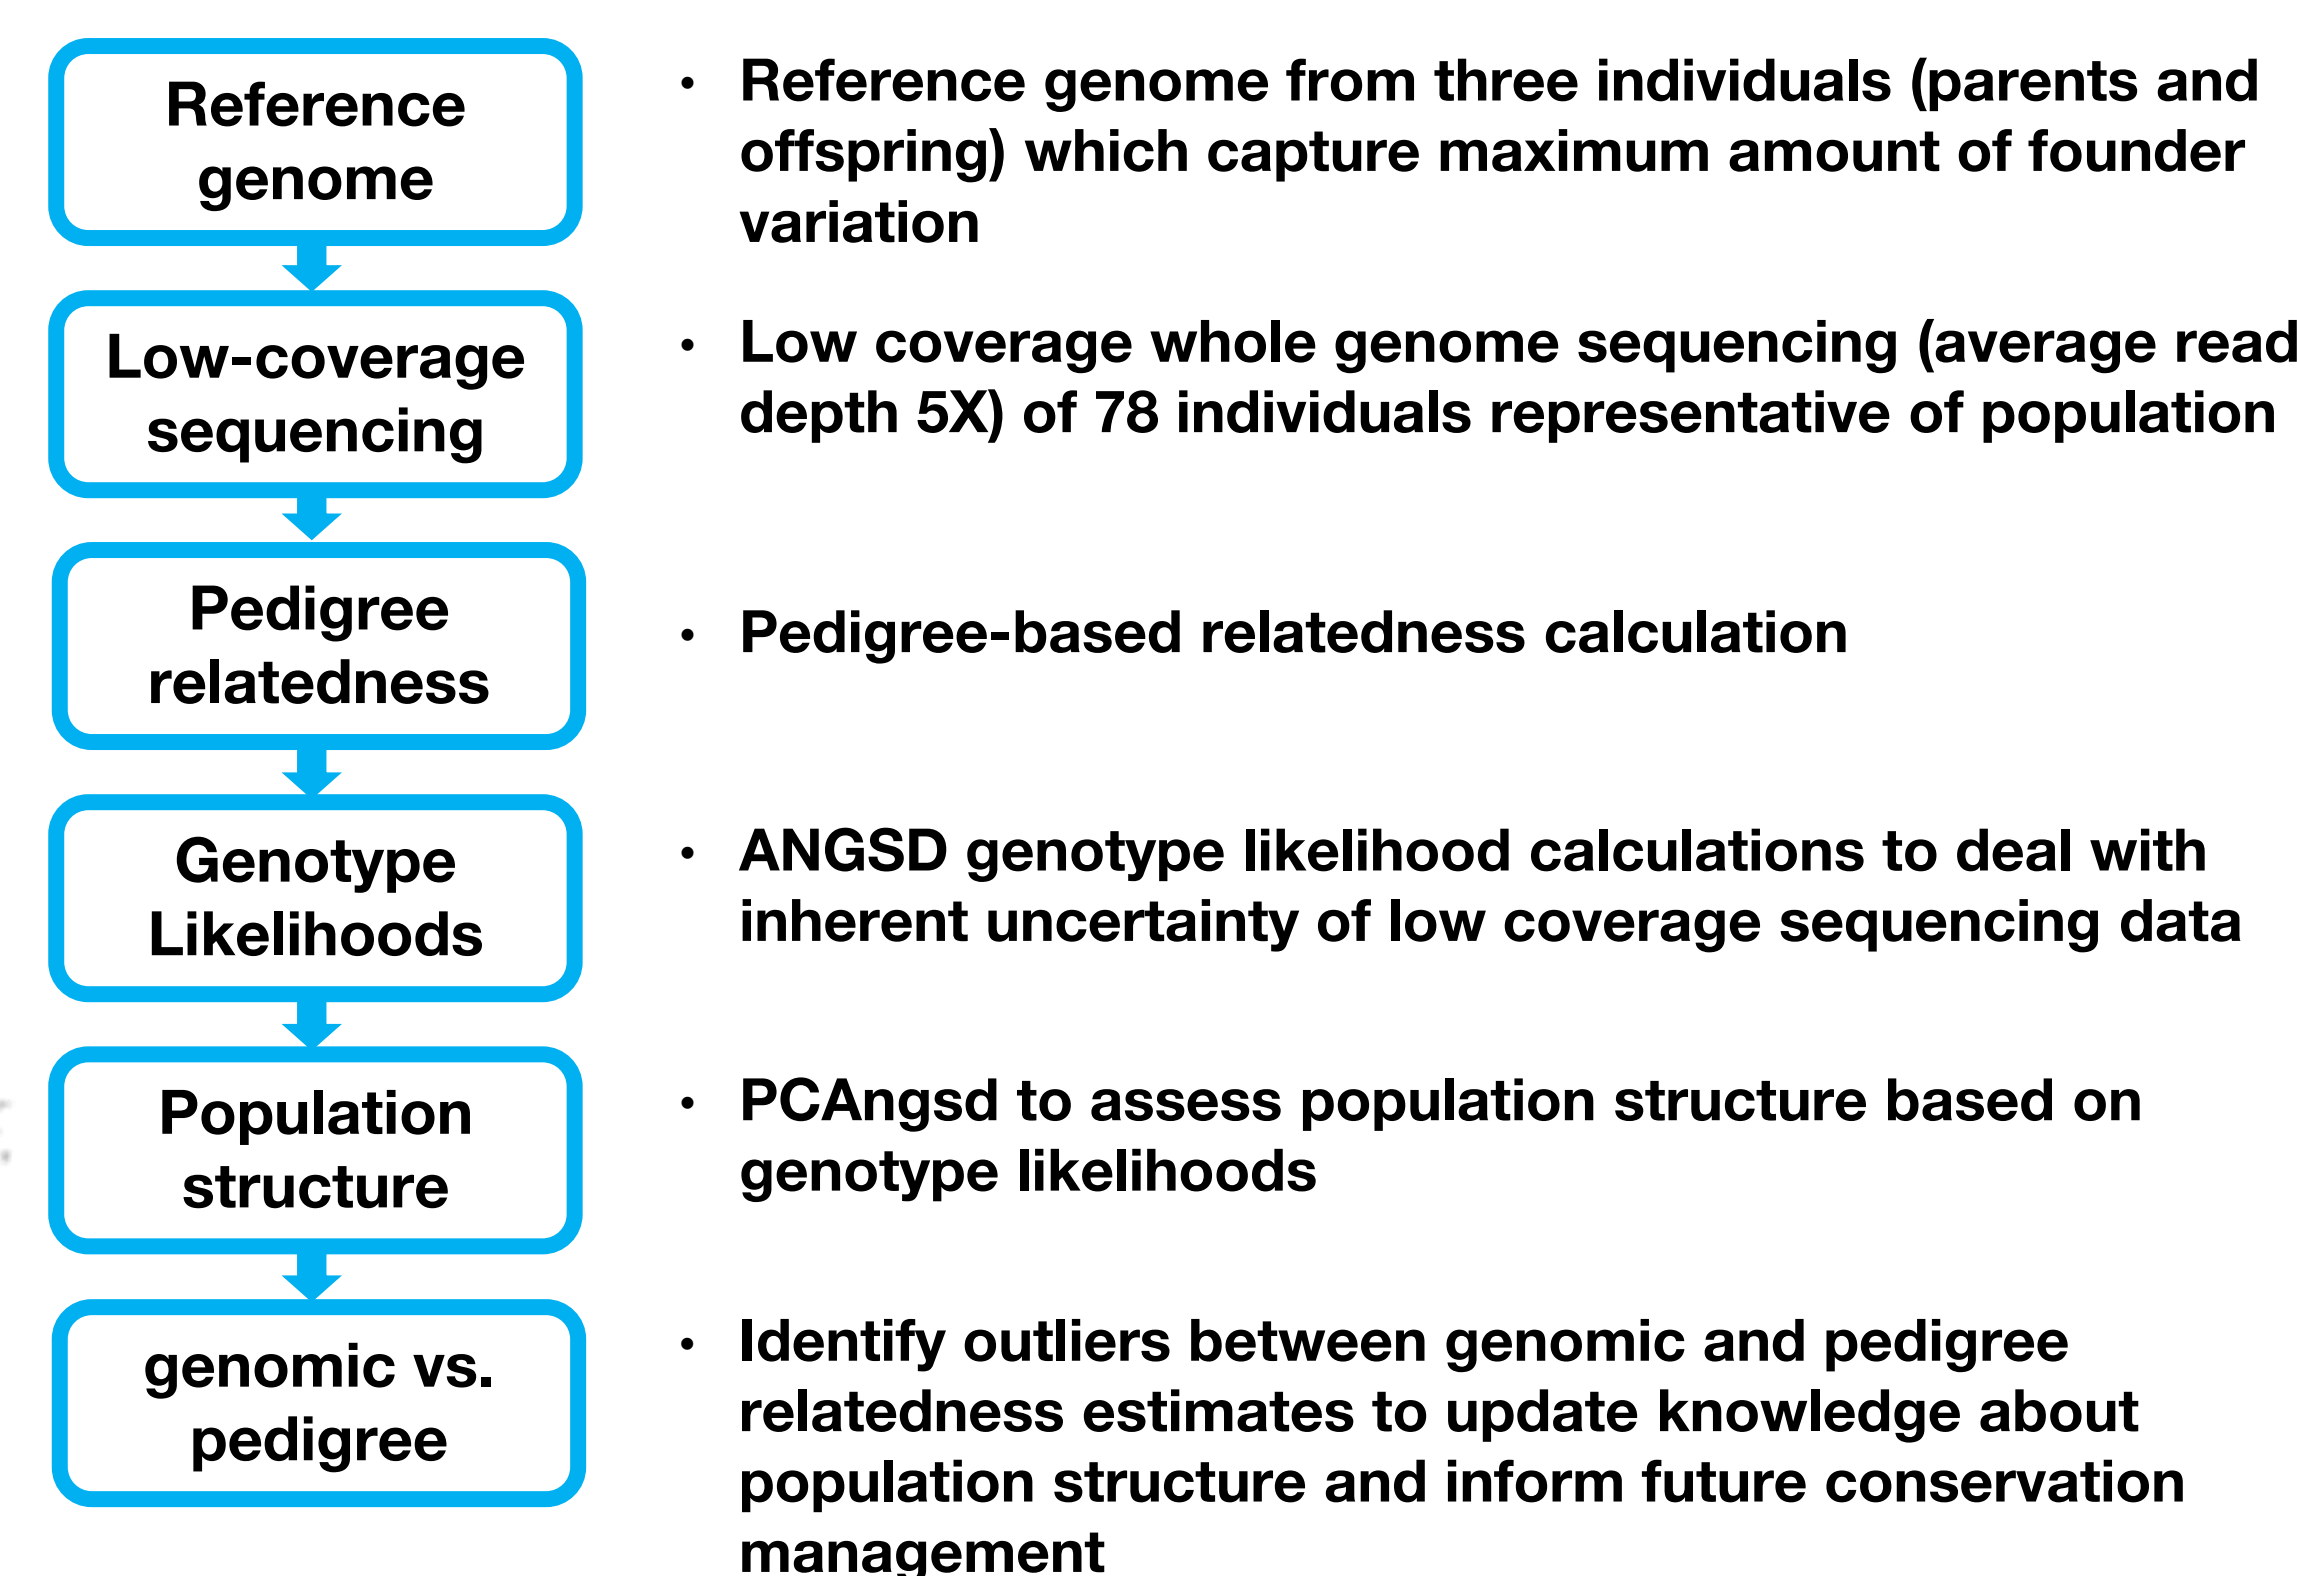 Reference
genome
• Reference genome from three individuals (parents and
offspring) which capture maximum amount of founder
variation
Low-coverage
sequencing
• Low coverage whole genome sequencing (average read
depth 5X) of 78 individuals representative of population
Pedigree
relatedness
• Pedigree-based relatedness calculation
Genotype
Likelihoods
• ANGSD genotype likelihood calculations to deal with
inherent uncertainty of low coverage sequencing data
Population
structure
• PCAngsd to assess population structure based on
genotype likelihoods
genomic vs.
pedigree
• Identify outliers between genomic and pedigree
relatedness estimates to update knowledge about
population structure and inform future conservation
management